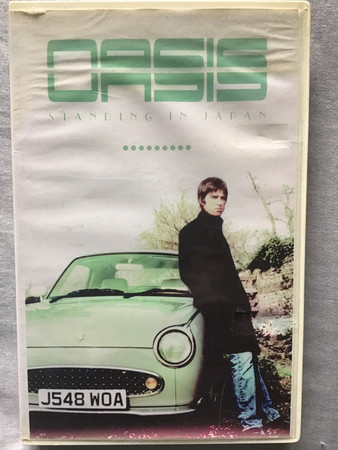 OASIS
STANDING IN JAPAN
J548 WOA